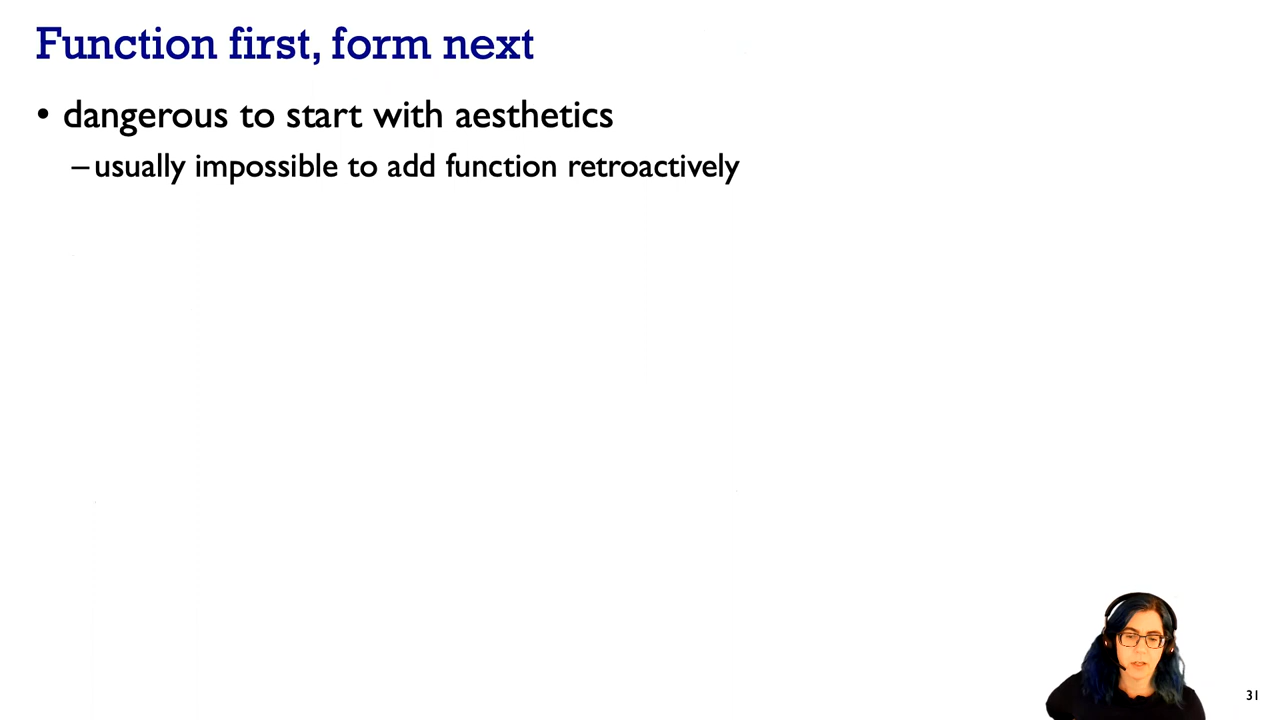 Function first, form next
• dangerous to start with aesthetics
– usually impossible to add function retroactively
31